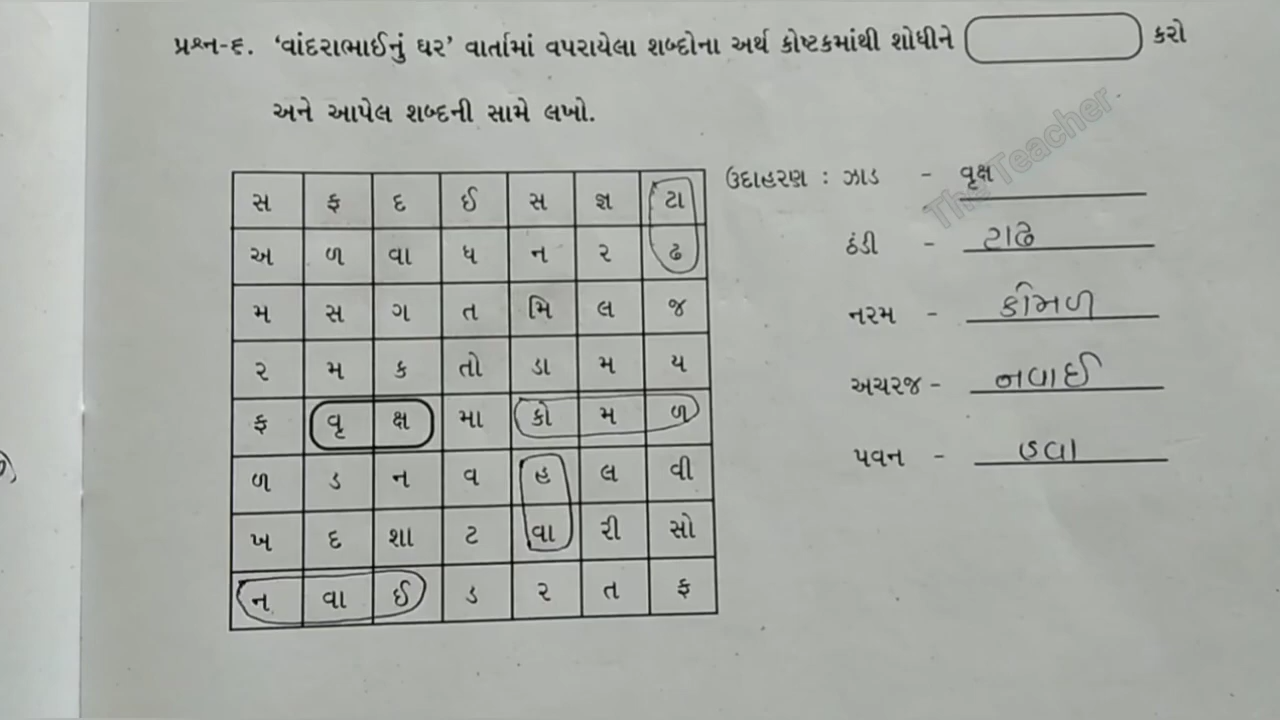 પ્રશ્ન-૬. 'વાંદરાભાઈનું ઘર' વાર્તામાં વપરાયેલા શબ્દોના અર્થ કોષ્ટકમાંથી શોધીને કરો
અને આપેલ શબ્દની સામે લખો.
સ ફ દ ઈ સ જ્ઞ ટા
અ ળ વા ધ ન ર ઢ
મ સ ગ ત મિ લ જ
ર મ ક તો ડા મ ય
ફ વૃ ક્ષ મા કો મ ળ
ળ ડ ન વ હ લ વી
ખ દ શા ટ વા રી સો
ન વા ઈ ડ ર ત ફ
ઉદાહરણ : ઝાડ - વૃક્ષ
ઠંડી - ટાઢ
નરમ - કોમળ
અચરજ - નવાઈ
પવન - હવા
The Teacher